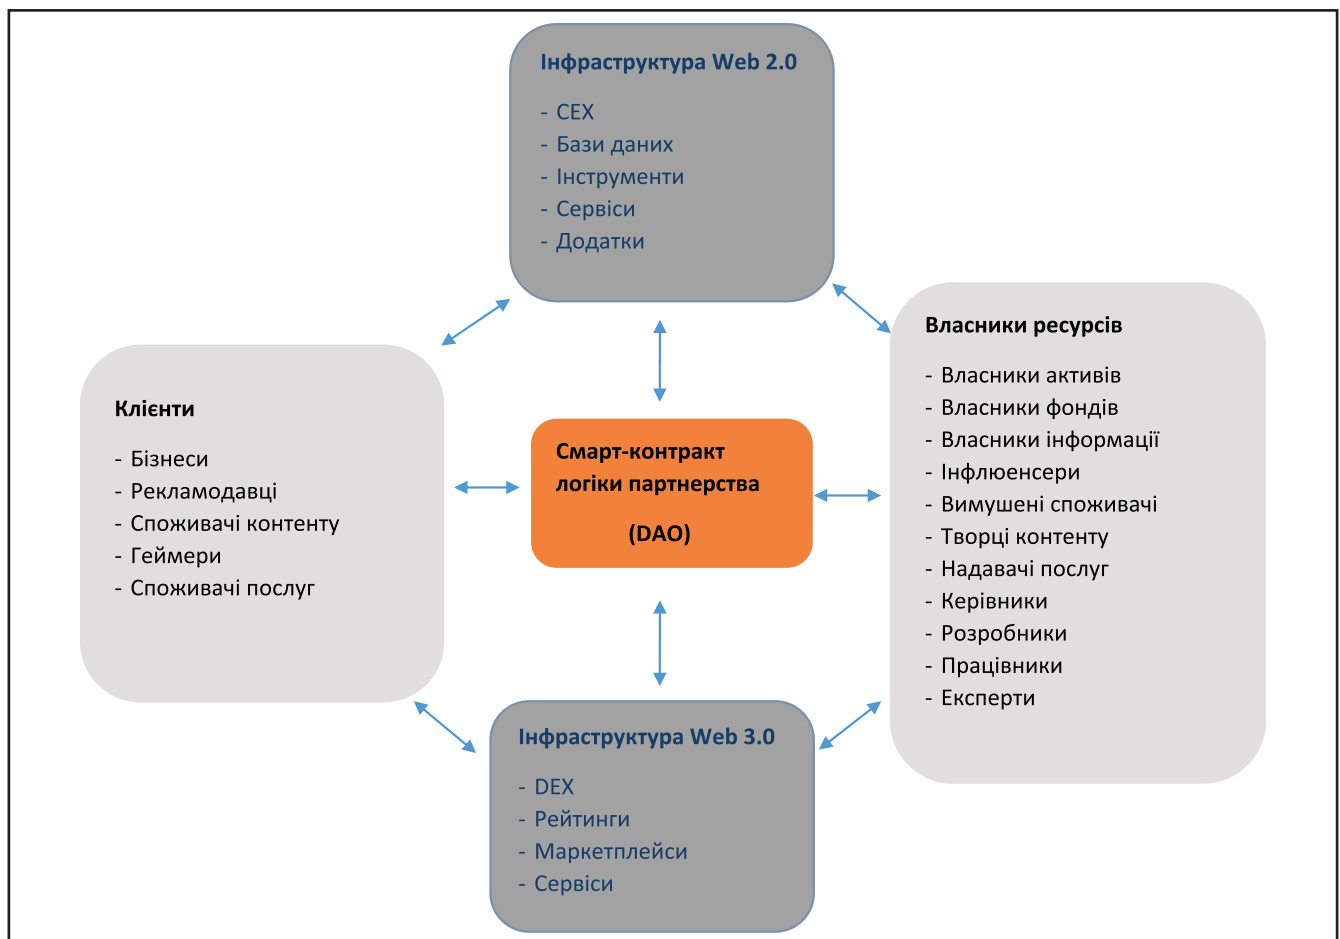 Інфраструктура Web 2.0
- CEX
- Бази даних
- Інструменти
- Сервіси
- Додатки
Клієнти
- Бізнеси
- Рекламодавці
- Споживачі контенту
- Геймери
- Споживачі послуг
Смарт-контракт
логіки партнерства
(DAO)
Власники ресурсів
- Власники активів
- Власники фондів
- Власники інформації
- Інфлюенсери
- Вимушені споживачі
- Творці контенту
- Надавачі послуг
- Керівники
- Розробники
- Працівники
- Експерти
Інфраструктура Web 3.0
- DEX
- Рейтинги
- Маркетплейси
- Сервіси